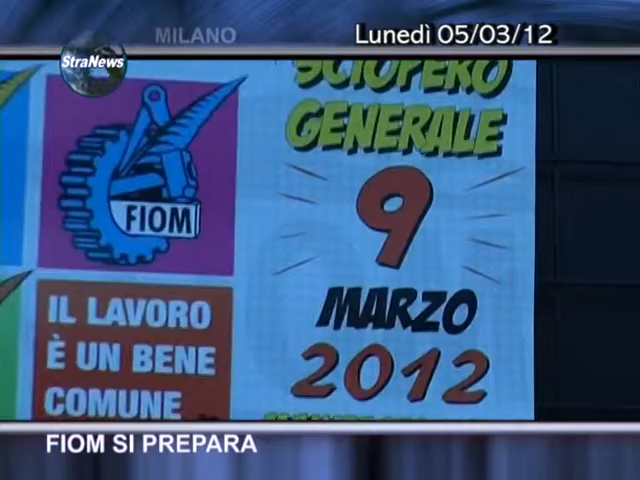 MILANO
Lunedì 05/03/12
StraNews
SCIOPERO
GENERALE
9
MARZO
2012
FIOM
IL LAVORO
È UN BENE
COMUNE
FIOM SI PREPARA